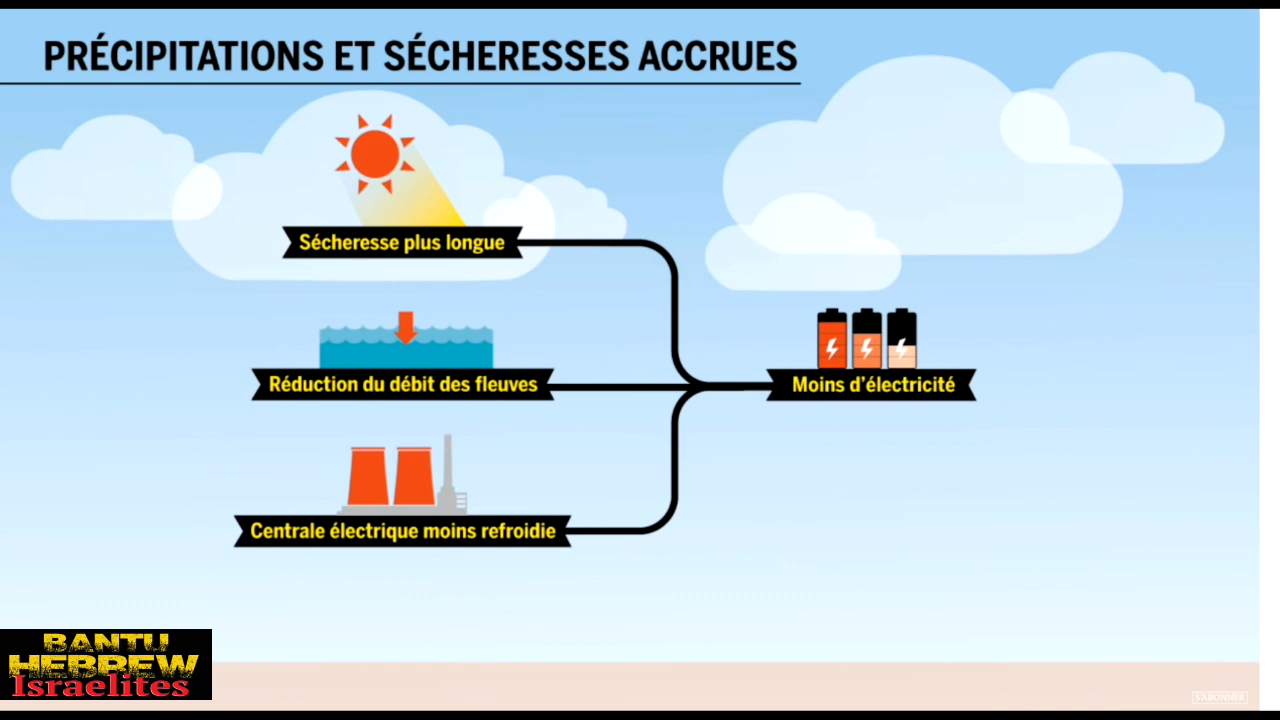 PRÉCIPITATIONS ET SÉCHERESSES ACCRUES
Sécheresse plus longue
Réduction du débit des fleuves
Moins d'électricité
Centrale électrique moins refroidie
BANTU
HEBREW
Israelites
S'ABONNER